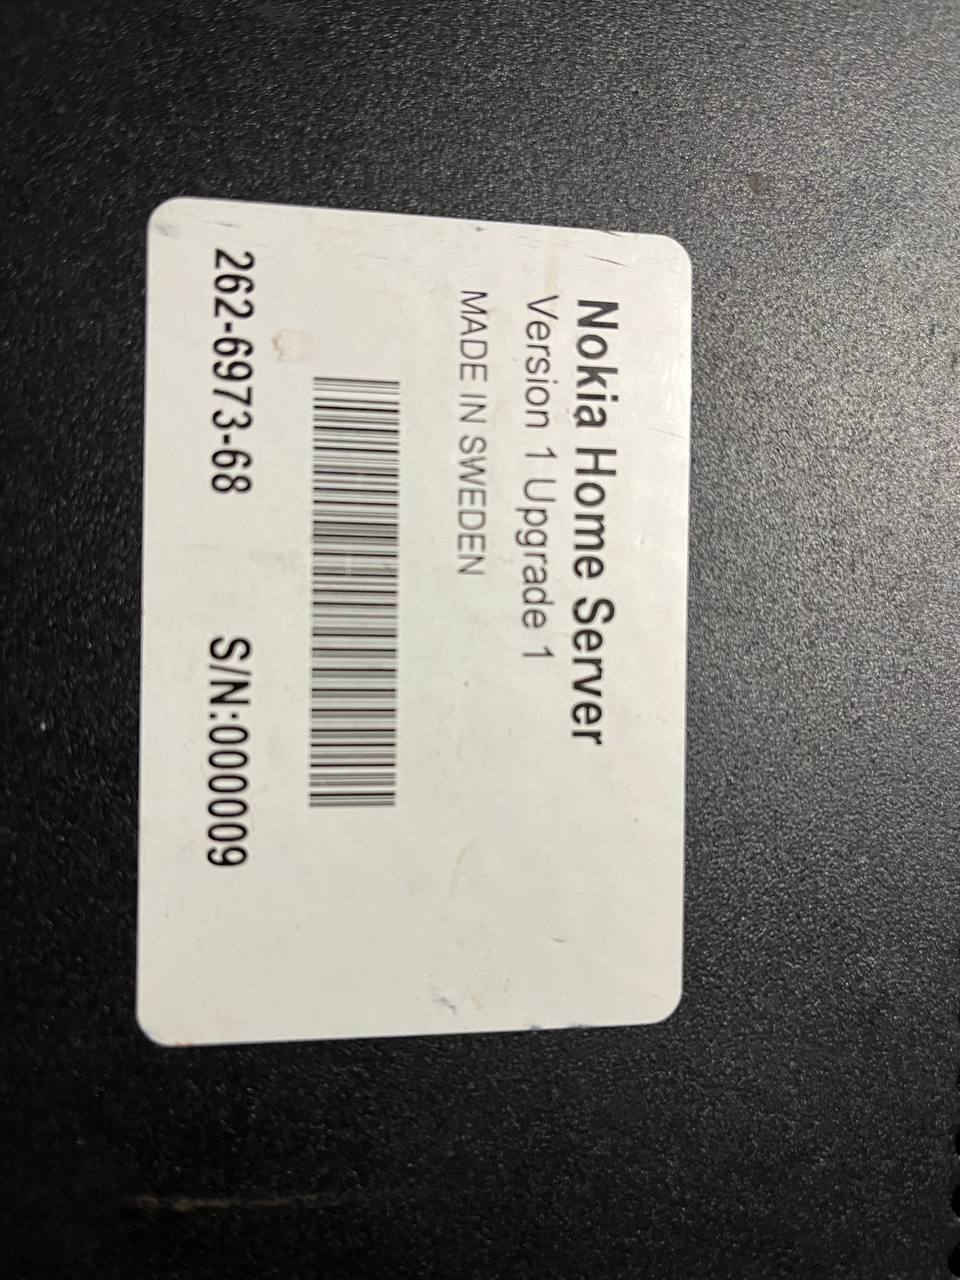 Nokia Home Server
Version 1 Upgrade 1
MADE IN SWEDEN
262-6973-68 S/N:000009